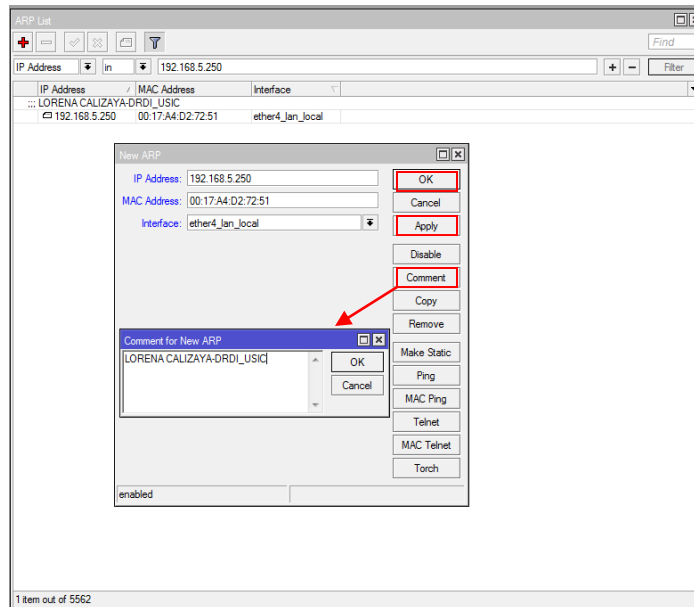 ARP List
Find
IP Address in 192.168.5.250 + − Filter
IP Address MAC Address Interface
;;; LORENA CALIZAYA-DRDI_USIC
192.168.5.250 00:17:A4:D2:72:51 ether4_lan_local
New ARP
IP Address: 192.168.5.250
MAC Address: 00:17:A4:D2:72:51
Interface: ether4_lan_local
OK
Cancel
Apply
Disable
Comment
Copy
Remove
Make Static
Ping
MAC Ping
Telnet
MAC Telnet
Torch
Comment for New ARP
LORENA CALIZAYA-DRDI_USIC
OK
Cancel
enabled
1 item out of 5562